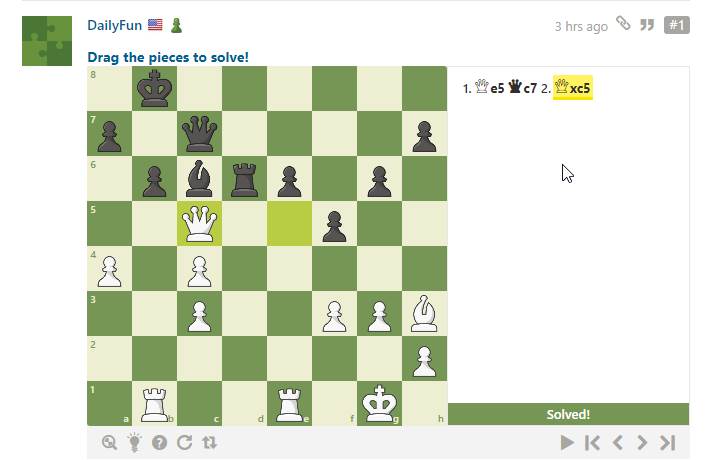 DailyFun
3 hrs ago #1
Drag the pieces to solve!
1. ♕e5 ♛c7 2. ♕xc5
8
7
6
5
4
3
2
1
a b c d e f g h
Solved!